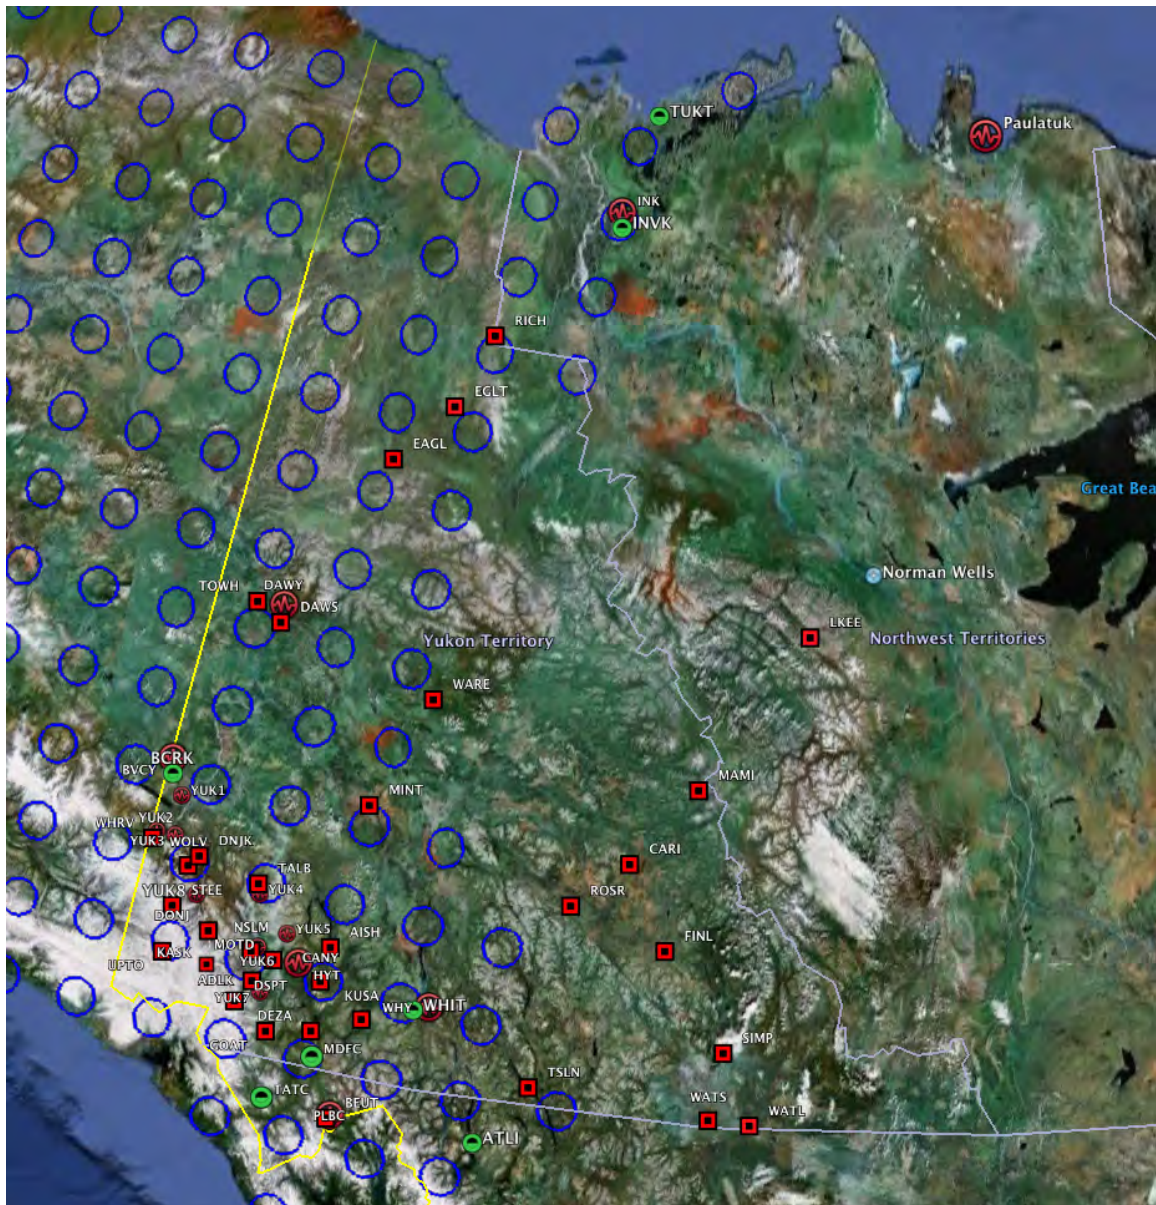 TUKT
Paulatuk
INK
INVK
RICH
EGLT
EAGL
Great Bea
Norman Wells
TOWH
DAWY
DAWS
Yukon Territory
LKEE
Northwest Territories
WARE
BCRK
BVCY
YUK1
MINT
MAMI
WHRV
YUK2
YUK3
WOLV
DNJK
TALB
CARI
YUK8
STEE
YUK4
ROSR
DONJ
NSLM
YUK5
AISH
MOTD
KASK
YUK6
CANY
FINL
UPTO
ADLK
DSPT
HYT
YUK7
KUSA
WHY
WHIT
DEZA
GOAT
MDFC
SIMP
TATC
BEUT
PLBC
TSLN
WATS
WATL
ATLI